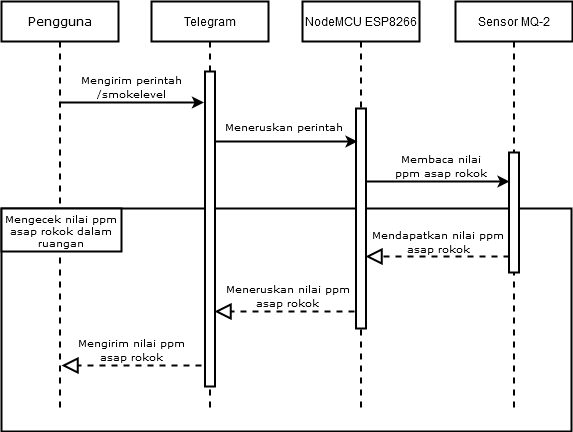 Pengguna
Telegram
NodeMCU ESP8266
Sensor MQ-2
Mengirim perintah
/smokelevel
Meneruskan perintah
Membaca nilai
ppm asap rokok
Mengecek nilai ppm
asap rokok dalam
ruangan
Mendapatkan nilai ppm
asap rokok
Meneruskan nilai ppm
asap rokok
Mengirim nilai ppm
asap rokok